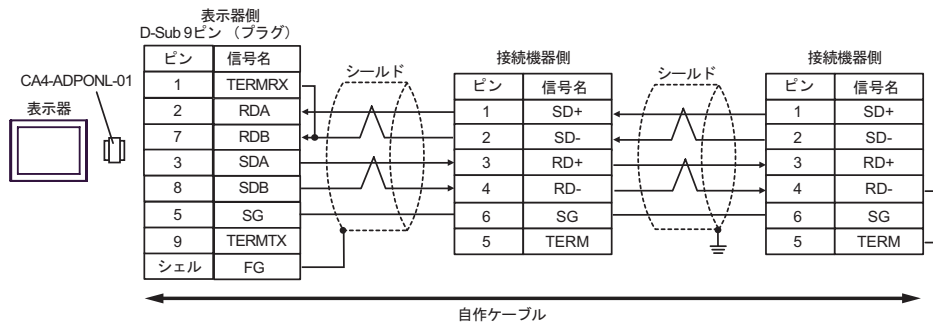 表示器側
D-Sub 9ピン （プラグ）
CA4-ADPONL-01
表示器
ピン 信号名
1 TERMRX
2 RDA
7 RDB
3 SDA
8 SDB
5 SG
9 TERMTX
シェル FG
シールド
接続機器側
ピン 信号名
1 SD+
2 SD-
3 RD+
4 RD-
6 SG
5 TERM
シールド
接続機器側
ピン 信号名
1 SD+
2 SD-
3 RD+
4 RD-
6 SG
5 TERM
自作ケーブル